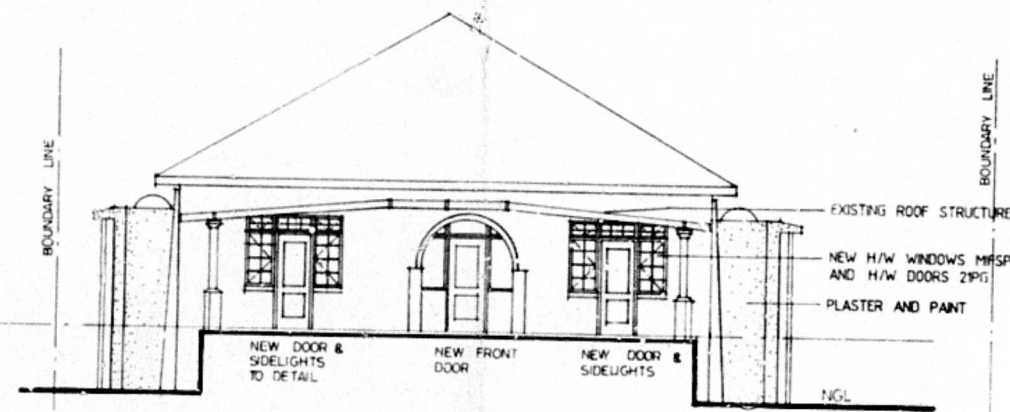 BOUNDARY LINE
BOUNDARY LINE
EXISTING ROOF STRUCTURE
NEW H/W WINDOWS
AND H/W DOORS 21PG
PLASTER AND PAINT
NEW DOOR &
SIDELIGHTS
TO DETAIL
NEW FRONT
DOOR
NEW DOOR &
SIDELIGHTS
NGL